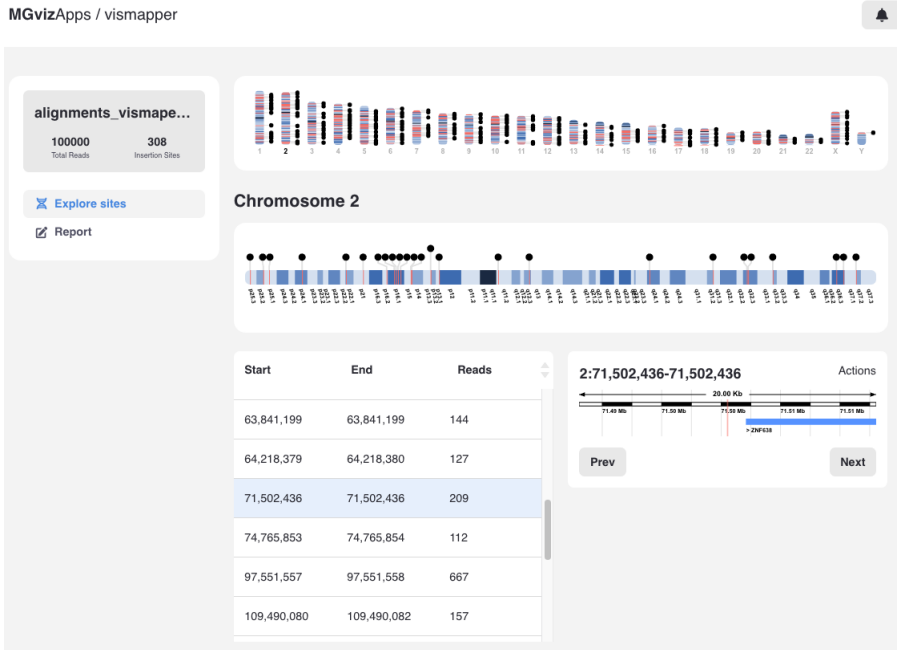 MGvizApps / vismapper
alignments_vismape...
100000 308
Total Reads Insertion Sites
Explore sites
Report
1 2 3 4 5 6 7 8 9 10 11 12 13 14 15 16 17 18 19 20 21 22 X Y
Chromosome 2
Start End Reads
63,841,199 63,841,199 144
64,218,379 64,218,380 127
71,502,436 71,502,436 209
74,765,853 74,765,854 112
97,551,557 97,551,558 667
109,490,080 109,490,082 157
2:71,502,436-71,502,436 Actions
20.00 Kb
71.49 Mb 71.50 Mb 71.50 Mb 71.51 Mb 71.51 Mb
> ZNF638
Prev Next